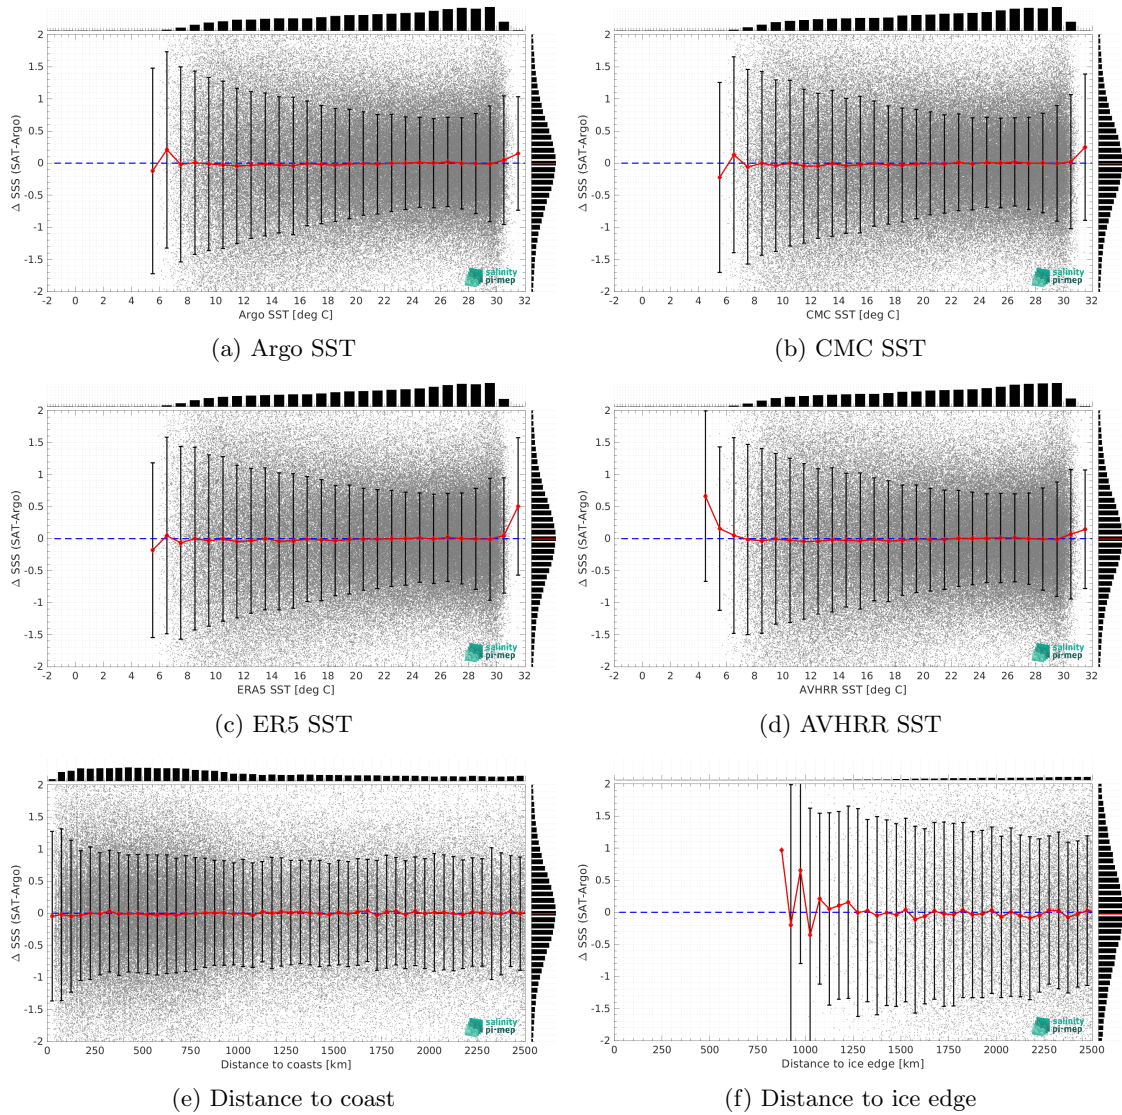 2
1.5
1
0.5
0
-0.5
-1
-1.5
-2
Δ SSS (SAT-Argo)
salinity
pi-mep
-2 0 2 4 6 8 10 12 14 16 18 20 22 24 26 28 30 32
Argo SST [deg C]
(a) Argo SST
2
1.5
1
0.5
0
-0.5
-1
-1.5
-2
Δ SSS (SAT-Argo)
salinity
pi-mep
-2 0 2 4 6 8 10 12 14 16 18 20 22 24 26 28 30 32
CMC SST [deg C]
(b) CMC SST
2
1.5
1
0.5
0
-0.5
-1
-1.5
-2
Δ SSS (SAT-Argo)
salinity
pi-mep
-2 0 2 4 6 8 10 12 14 16 18 20 22 24 26 28 30 32
ERA5 SST [deg C]
(c) ER5 SST
2
1.5
1
0.5
0
-0.5
-1
-1.5
-2
Δ SSS (SAT-Argo)
salinity
pi-mep
-2 0 2 4 6 8 10 12 14 16 18 20 22 24 26 28 30 32
AVHRR SST [deg C]
(d) AVHRR SST
2
1.5
1
0.5
0
-0.5
-1
-1.5
-2
Δ SSS (SAT-Argo)
salinity
pi-mep
0 250 500 750 1000 1250 1500 1750 2000 2250 2500
Distance to coasts [km]
(e) Distance to coast
2
1.5
1
0.5
0
-0.5
-1
-1.5
-2
Δ SSS (SAT-Argo)
salinity
pi-mep
0 250 500 750 1000 1250 1500 1750 2000 2250 2500
Distance to ice edge [km]
(f) Distance to ice edge